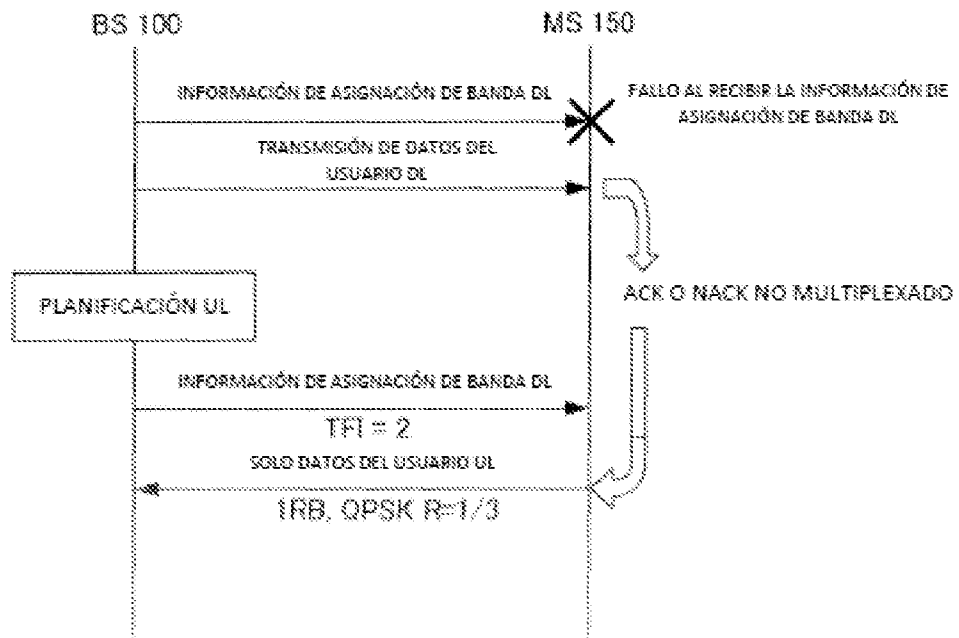 BS 100
MS 150
INFORMACIÓN DE ASIGNACIÓN DE BANDA DL
FALLO AL RECIBIR LA INFORMACIÓN DE
ASIGNACIÓN DE BANDA DL
TRANSMISIÓN DE DATOS DEL
USUARIO DL
PLANIFICACIÓN UL
ACK O NACK NO MULTIPLEXADO
INFORMACIÓN DE ASIGNACIÓN DE BANDA DL
TFI = 2
SOLO DATOS DEL USUARIO UL
1RB, QPSK R=1/3